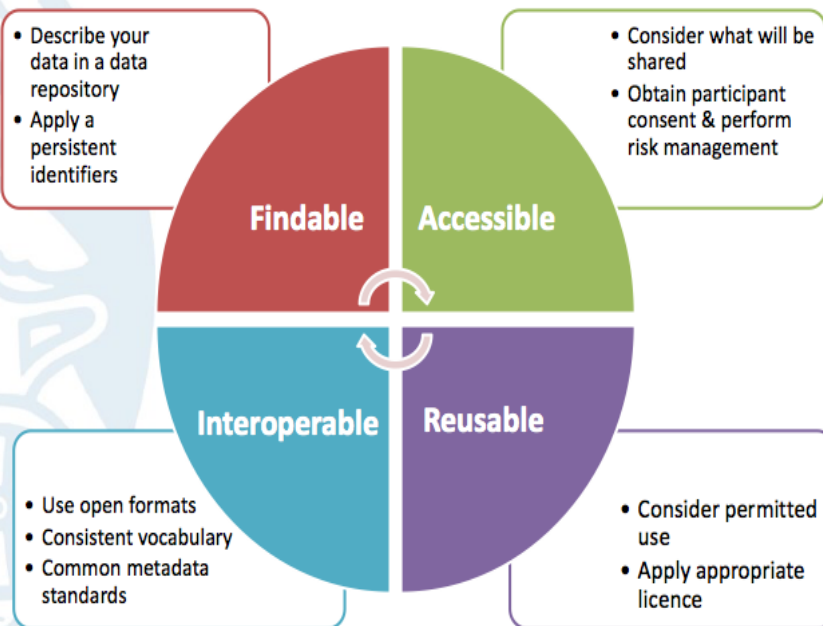 • Describe your
data in a data
repository
• Apply a
persistent
identifiers
• Consider what will be
shared
• Obtain participant
consent & perform
risk management
Findable
Accessible
Interoperable
Reusable
• Use open formats
• Consistent vocabulary
• Common metadata
standards
• Consider permitted
use
• Apply appropriate
licence